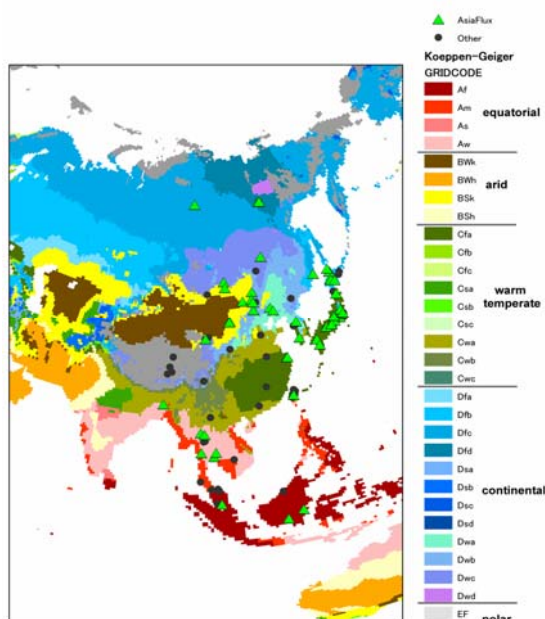 AsiaFlux
Other
Koeppen-Geiger
GRIDCODE
Af
Am
equatorial
As
Aw
BWk
BWh
arid
BSk
BSh
Cfa
Cfb
Cfc
Csa
warm
Csb
temperate
Csc
Cwa
Cwb
Cwc
Dfa
Dfb
Dfc
Dfd
Dsa
Dsb
continental
Dsc
Dsd
Dwa
Dwb
Dwc
Dwd
EF
polar